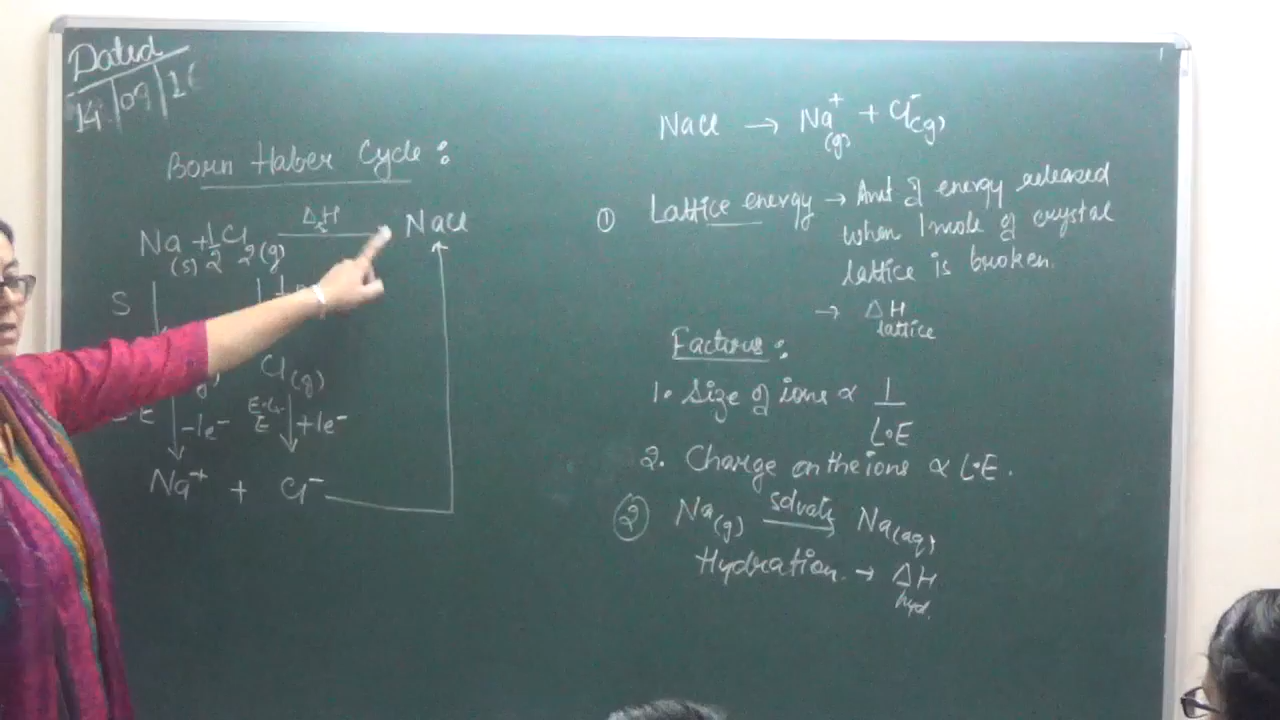 Dated
14/09/16
Born Haber Cycle :
Na(s) + 1/2 Cl2(g) ΔfH → NaCl
S
Cl(g)
E -1e- E.G. E +1e-
Na+ + Cl-
NaCl → Na+(g) + Cl-(g)
① Lattice energy → Amt of energy released
when 1 mole of crystal
lattice is broken.
→ ΔH lattice
Factious :
1. Size of ions ∝ 1/L.E
2. Charge on the ions ∝ L.E.
② Na(g) solvate → Na(aq)
Hydration. → ΔH hyd.